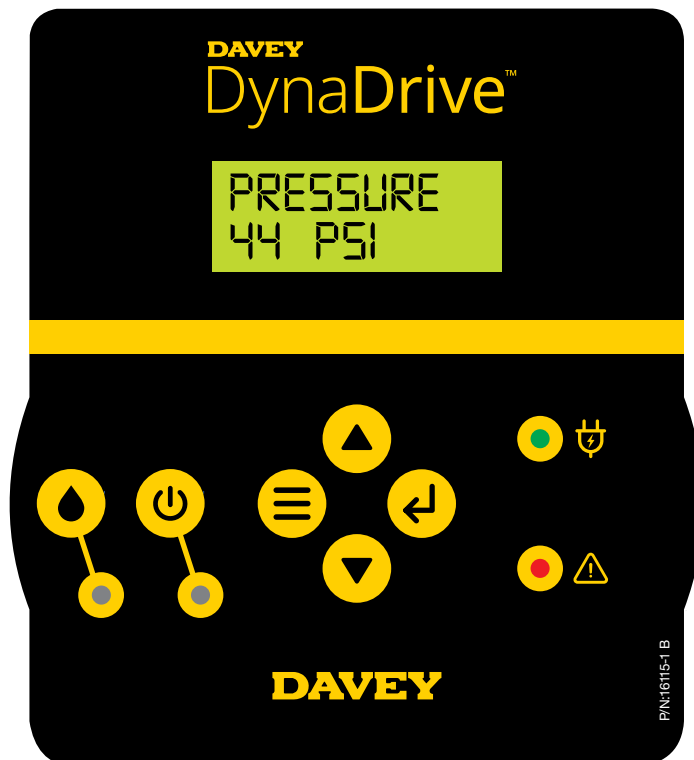 DAVEY
DynaDrive™
PRESSURE
44 PSI
DAVEY
P/N:16115-1 B